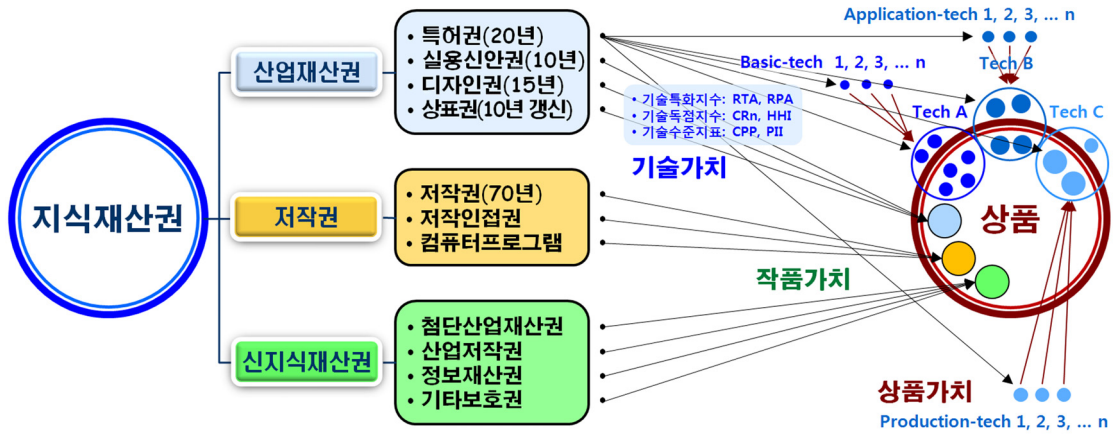 지식재산권
산업재산권
• 특허권(20년)
• 실용신안권(10년)
• 디자인권(15년)
• 상표권(10년 갱신)
저작권
• 저작권(70년)
• 저작인접권
• 컴퓨터프로그램
신지식재산권
• 첨단산업재산권
• 산업저작권
• 정보재산권
• 기타보호권
Application-tech 1, 2, 3, ... n
Basic-tech 1, 2, 3, ... n
Tech B
• 기술특화지수: RTA, RPA
• 기술독점지수: CRn, HHI
• 기술수준지표: CPP, PII
Tech A
Tech C
기술가치
상품
작품가치
상품가치
Production-tech 1, 2, 3, ... n